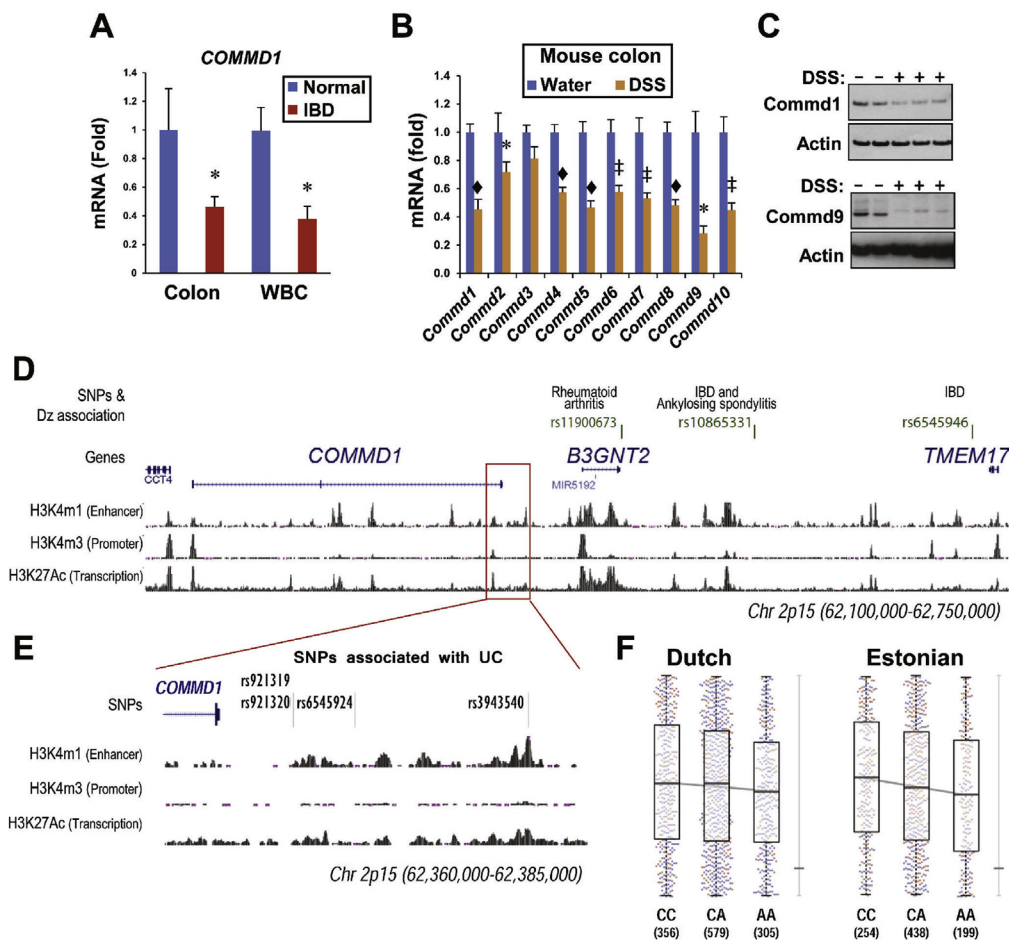 A
COMMD1
mRNA (Fold)
1.4
1.2
1
0.8
0.6
0.4
0.2
0
Normal
IBD
*
*
Colon
WBC
B
Mouse colon
Water
DSS
mRNA (fold)
1.4
1.2
1.0
0.8
0.6
0.4
0.2
0.0
♦ * ♦ ♦ ‡ ‡ ♦ * ‡
Commd1
Commd2
Commd3
Commd4
Commd5
Commd6
Commd7
Commd8
Commd9
Commd10
C
DSS: – – + + +
Commd1
Actin
DSS: – – + + +
Commd9
Actin
D
SNPs &
Dz association
Rheumatoid
arthritis
rs11900673
IBD and
Ankylosing spondylitis
rs10865331
IBD
rs6545946
Genes
CCT4
COMMD1
B3GNT2
MIR5192
TMEM17
H3K4m1 (Enhancer)
H3K4m3 (Promoter)
H3K27Ac (Transcription)
Chr 2p15 (62,100,000-62,750,000)
E
SNPs associated with UC
COMMD1
SNPs
rs921319
rs921320
rs6545924
rs3943540
H3K4m1 (Enhancer)
H3K4m3 (Promoter)
H3K27Ac (Transcription)
Chr 2p15 (62,360,000-62,385,000)
F
Dutch
Estonian
CC CA AA
(356) (579) (305)
CC CA AA
(254) (438) (199)